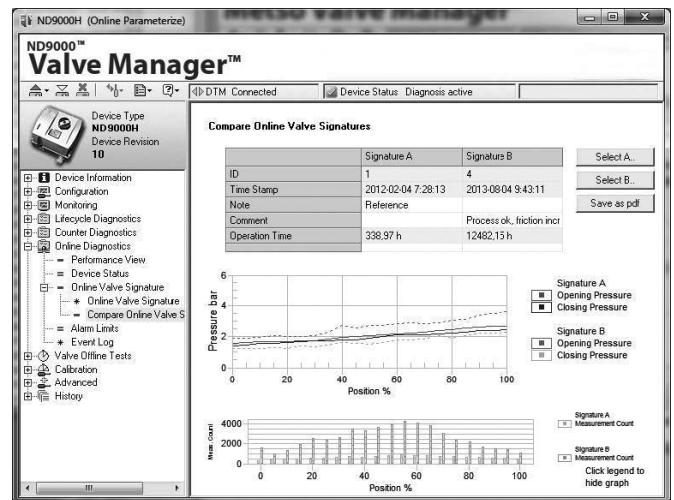 Metso Valve Manager
ND9000H (Online Parameterize)
ND9000™
Valve Manager™
DTM Connected
Device Status Diagnosis active
Device Type
ND9000H
Device Revision
10
Device Information
Configuration
Monitoring
Lifecycle Diagnostics
Counter Diagnostics
Online Diagnostics
Performance View
Device Status
Online Valve Signature
Online Valve Signature
Compare Online Valve S
Alarm Limits
Event Log
Valve Offline Tests
Calibration
Advanced
History
Compare Online Valve Signatures
Signature A Signature B
ID 1 4
Time Stamp 2012-02-04 7:28:13 2013-08-04 9:43:11
Note Reference
Comment Process ok, friction incr
Operation Time 338,97 h 12482,15 h
Select A..
Select B..
Save as pdf
Pressure bar
6
4
2
0
0 20 40 60 80 100
Position %
Signature A
Opening Pressure
Closing Pressure
Signature B
Opening Pressure
Closing Pressure
Meas. Count
4000
2000
0
0 20 40 60 80 100
Position %
Signature A
Measurement Count
Signature B
Measurement Count
Click legend to
hide graph